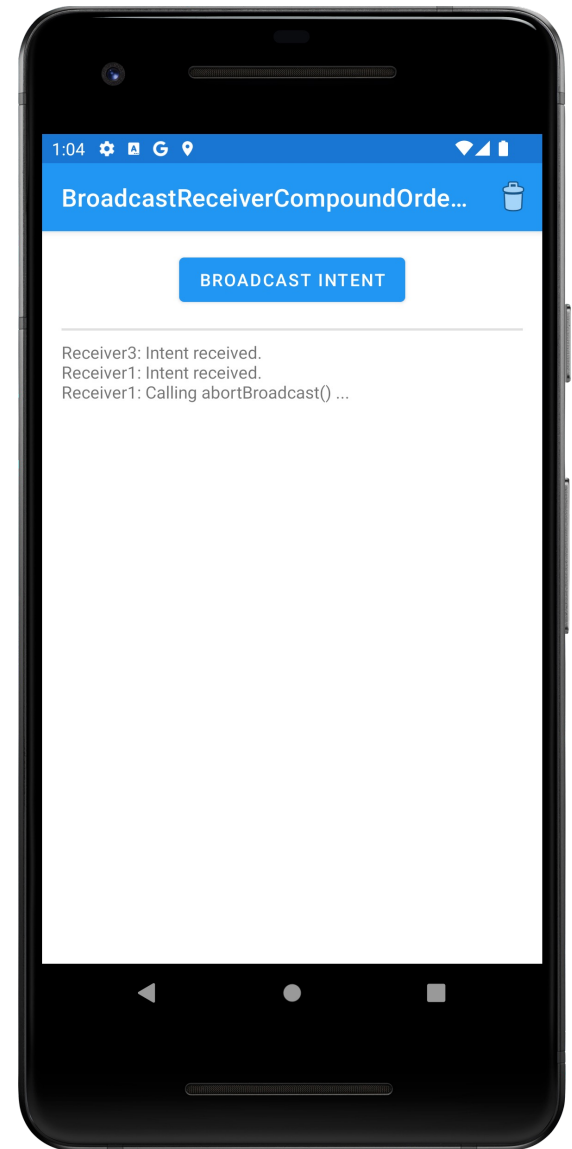 1:04
BroadcastReceiverCompoundOrde...
BROADCAST INTENT
Receiver3: Intent received.
Receiver1: Intent received.
Receiver1: Calling abortBroadcast() ...